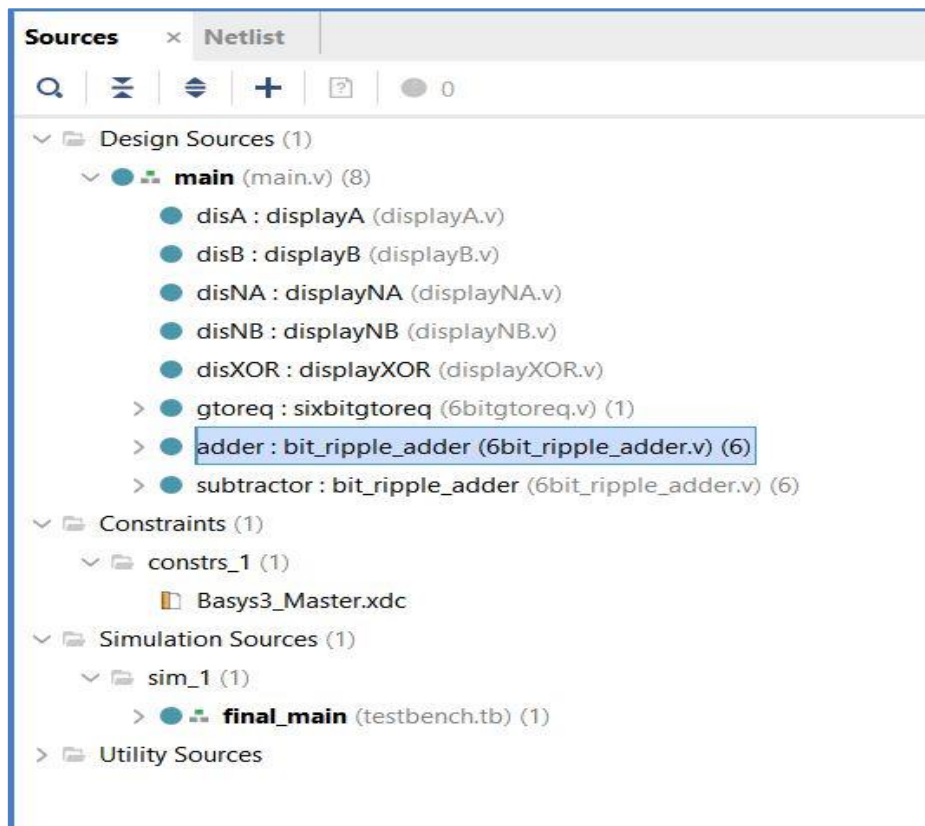 Sources × Netlist
0
Design Sources (1)
main (main.v) (8)
disA : displayA (displayA.v)
disB : displayB (displayB.v)
disNA : displayNA (displayNA.v)
disNB : displayNB (displayNB.v)
disXOR : displayXOR (displayXOR.v)
gtoreq : sixbitgtoreq (6bitgtoreq.v) (1)
adder : bit_ripple_adder (6bit_ripple_adder.v) (6)
subtractor : bit_ripple_adder (6bit_ripple_adder.v) (6)
Constraints (1)
constrs_1 (1)
Basys3_Master.xdc
Simulation Sources (1)
sim_1 (1)
final_main (testbench.tb) (1)
Utility Sources